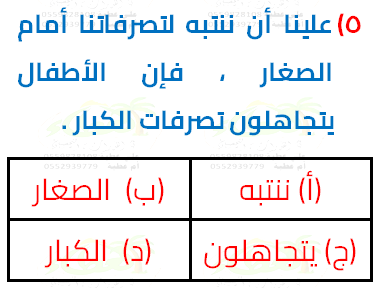 ٥) علينا أن ننتبه لتصرفاتنا أمام
الصغار ، فإن الأطفال
يتجاهلون تصرفات الكبار .
(أ) ننتبه (ب) الصغار
(ج) يتجاهلون (د) الكبار